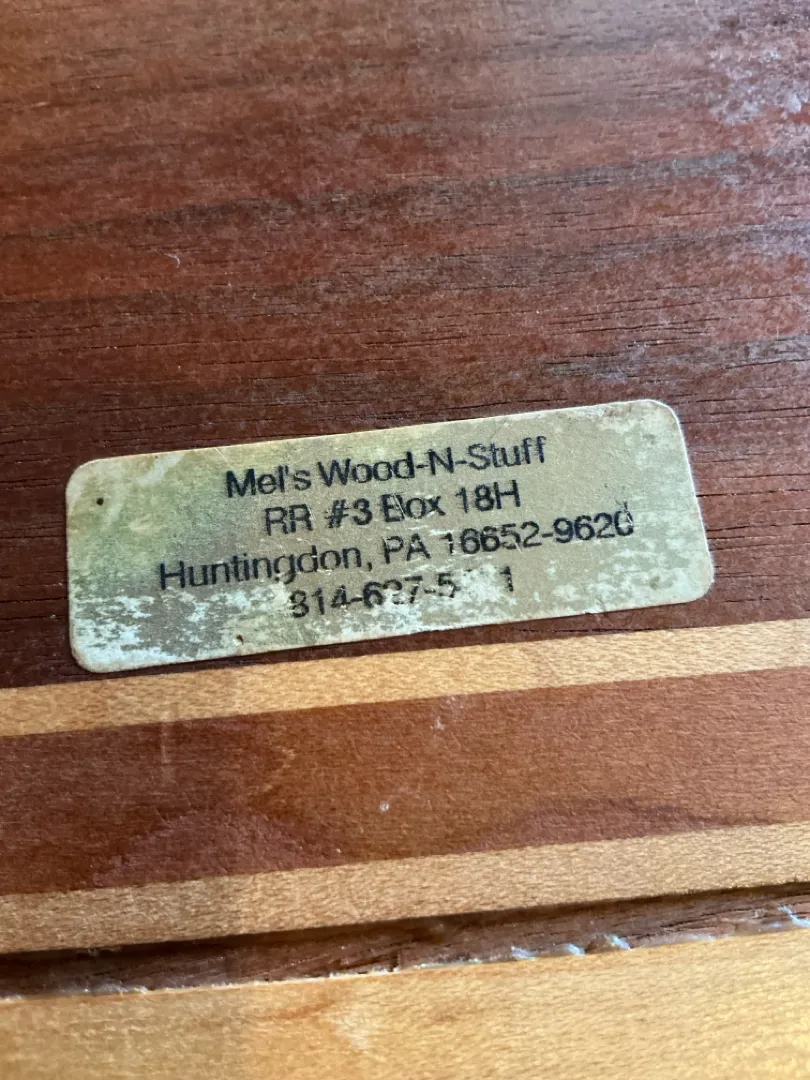 Mel's Wood-N-Stuff
RR #3 Box 18H
Huntingdon, PA 16652-9620